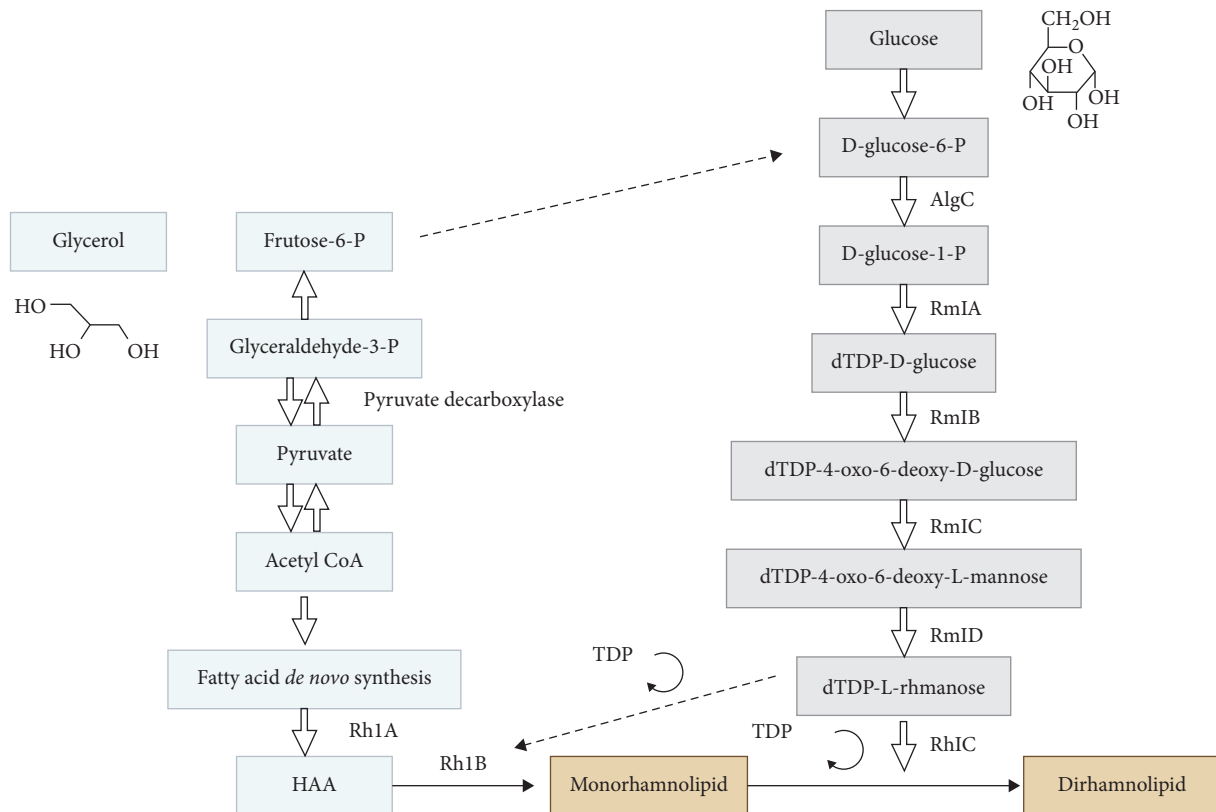 Glucose
CH2OH
O
OH
OH
OH
OH
OH
D-glucose-6-P
AlgC
Glycerol
Frutose-6-P
D-glucose-1-P
HO
HO
OH
RmIA
Glyceraldehyde-3-P
dTDP-D-glucose
Pyruvate decarboxylase
RmIB
Pyruvate
dTDP-4-oxo-6-deoxy-D-glucose
RmIC
Acetyl CoA
dTDP-4-oxo-6-deoxy-L-mannose
RmID
TDP
Fatty acid de novo synthesis
dTDP-L-rhmanose
Rh1A
TDP
RhIC
Rh1B
HAA
Monorhamnolipid
Dirhamnolipid